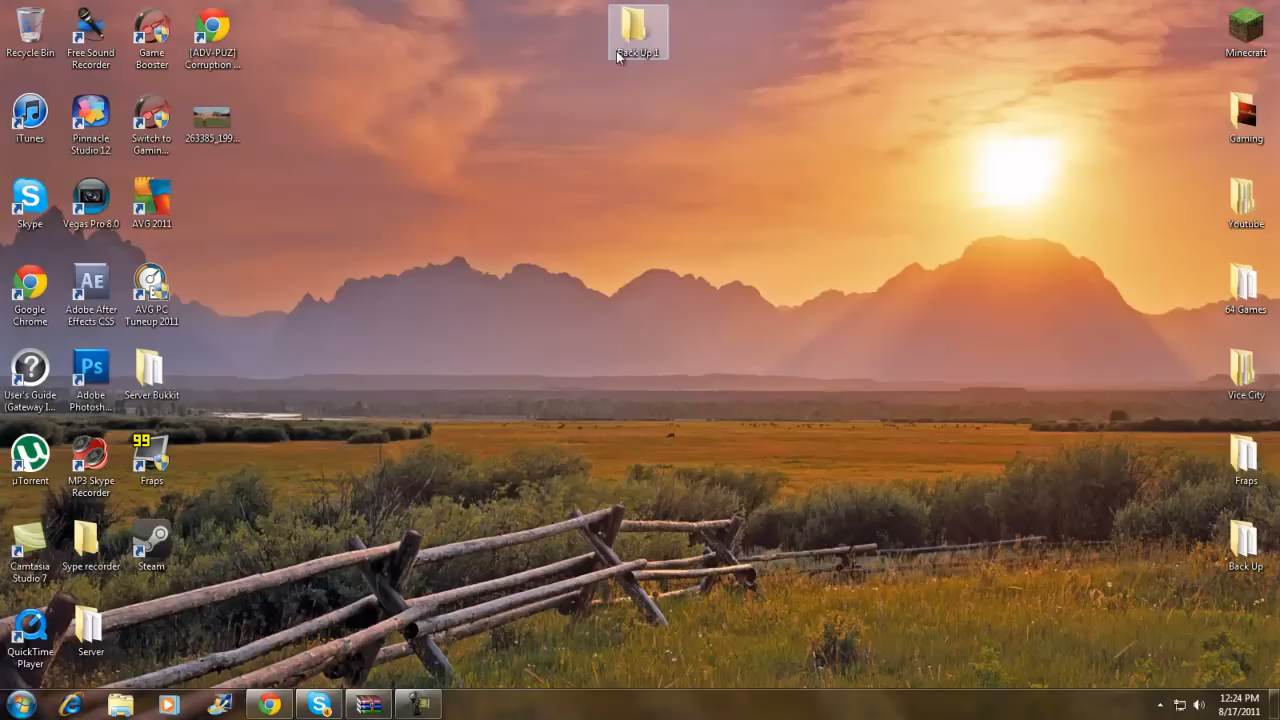 Recycle Bin
Free Sound
Recorder
Game
Booster
[ADV-PUZ]
Corruption ...
Back Up 1
Minecraft
iTunes
Pinnacle
Studio 12
Switch to
Gamin...
263385_199...
Gaming
Skype
Vegas Pro 8.0
AVG 2011
Youtube
Google
Chrome
Adobe After
Effects CS5
AVG PC
Tuneup 2011
64 Games
User's Guide
(Gateway I...
Adobe
Photosh...
Server Bukkit
Vice City
µTorrent
MP3 Skype
Recorder
99
Fraps
Fraps
Camtasia
Studio 7
Sype recorder
Steam
Back Up
QuickTime
Player
Server
12:24 PM
8/17/2011